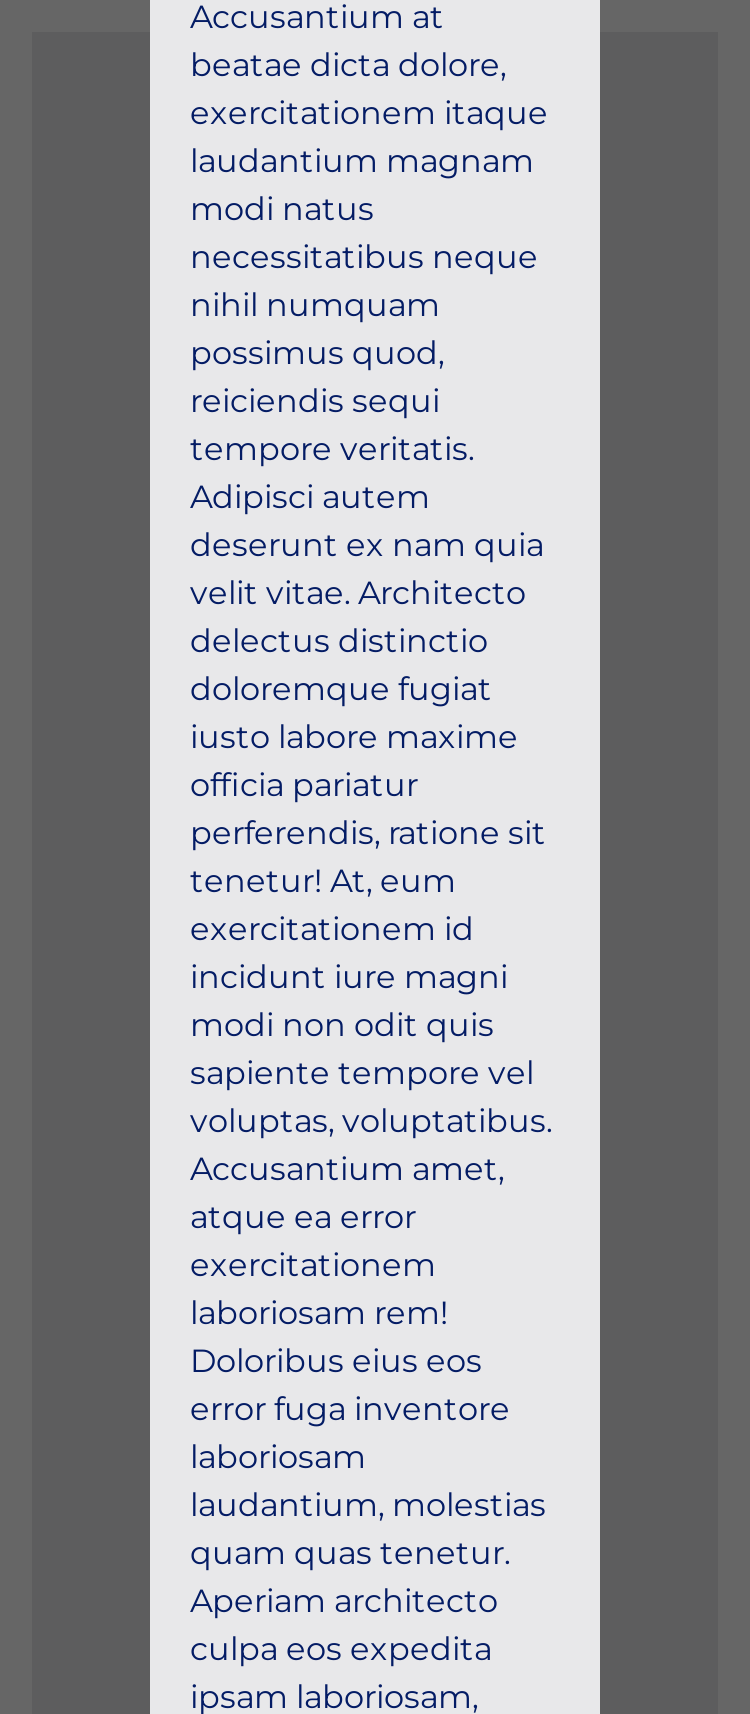 Accusantium at
beatae dicta dolore,
exercitationem itaque
laudantium magnam
modi natus
necessitatibus neque
nihil numquam
possimus quod,
reiciendis sequi
tempore veritatis.
Adipisci autem
deserunt ex nam quia
velit vitae. Architecto
delectus distinctio
doloremque fugiat
iusto labore maxime
officia pariatur
perferendis, ratione sit
tenetur! At, eum
exercitationem id
incidunt iure magni
modi non odit quis
sapiente tempore vel
voluptas, voluptatibus.
Accusantium amet,
atque ea error
exercitationem
laboriosam rem!
Doloribus eius eos
error fuga inventore
laboriosam
laudantium, molestias
quam quas tenetur.
Aperiam architecto
culpa eos expedita
ipsam laboriosam,